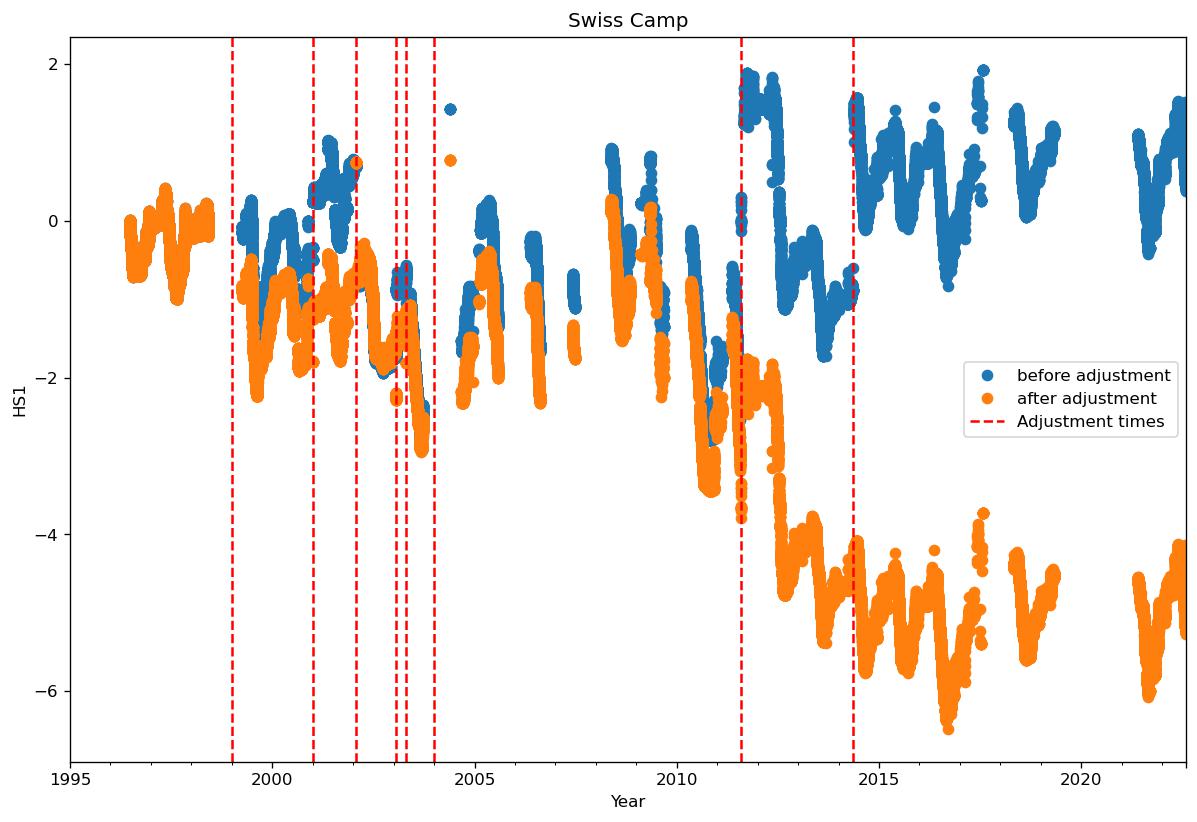 Swiss Camp
2
0
−2
−4
−6
HS1
before adjustment
after adjustment
Adjustment times
1995
2000
2005
2010
2015
2020
Year